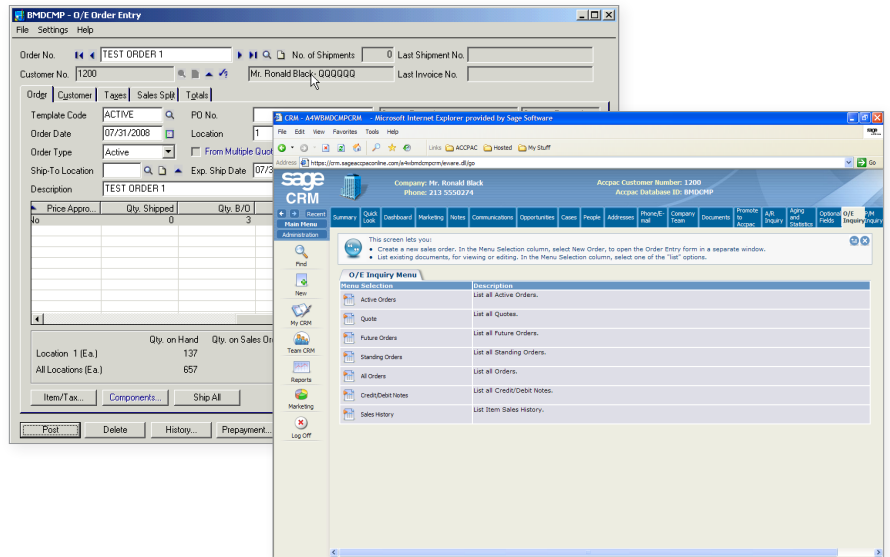 BMDCMP - O/E Order Entry
File Settings Help
Order No. TEST ORDER 1 No. of Shipments 0 Last Shipment No.
Customer No. 1200 Mr. Ronald Black- QQQQQQ Last Invoice No.
Order Customer Taxes Sales Split Totals
Template Code ACTIVE PO No.
Order Date 07/31/2008 Location 1
Order Type Active From Multiple Quot
Ship-To Location Exp. Ship Date 07/3
Description TEST ORDER 1
Price Appro... Qty. Shipped Qty. B/O
No 0 3
Qty. on Hand Qty. on Sales Or
Location 1 (Ea.) 137
All Locations (Ea.) 657
Item/Tax... Components... Ship All
Post Delete History... Prepayment...
CRM - A4WBMDCMPCRM - Microsoft Internet Explorer provided by Sage Software
File Edit View Favorites Tools Help
Links ACCPAC Hosted My Stuff
Address https://crm.sageaccpaconline.com/a4wbmdcmpcrm/eware.dll/go Go
sage
CRM
Company: Mr. Ronald Black Accpac Customer Number: 1200
Phone: 213 5550274 Accpac Database ID: BMDCMP
Recent
Main Menu
Administration
Summary Quick Look Dashboard Marketing Notes Communications Opportunities Cases People Addresses Phone/E-mail Company Team Documents Promote to Accpac A/R Inquiry Aging and Statistics Optional Fields O/E Inquiry P/M Inquiry
This screen lets you:
• Create a new sales order. In the Menu Selection column, select New Order, to open the Order Entry form in a separate window.
• List existing documents, for viewing or editing. In the Menu Selection column, select one of the "list" options.
Find
New
My CRM
Team CRM
Reports
Marketing
Log Off
O/E Inquiry Menu
Menu Selection Description
Active Orders List all Active Orders.
Quote List all Quotes.
Future Orders List all Future Orders.
Standing Orders List all Standing Orders.
All Orders List all Orders.
Credit/Debit Notes List all Credit/Debit Notes.
Sales History List Item Sales History.